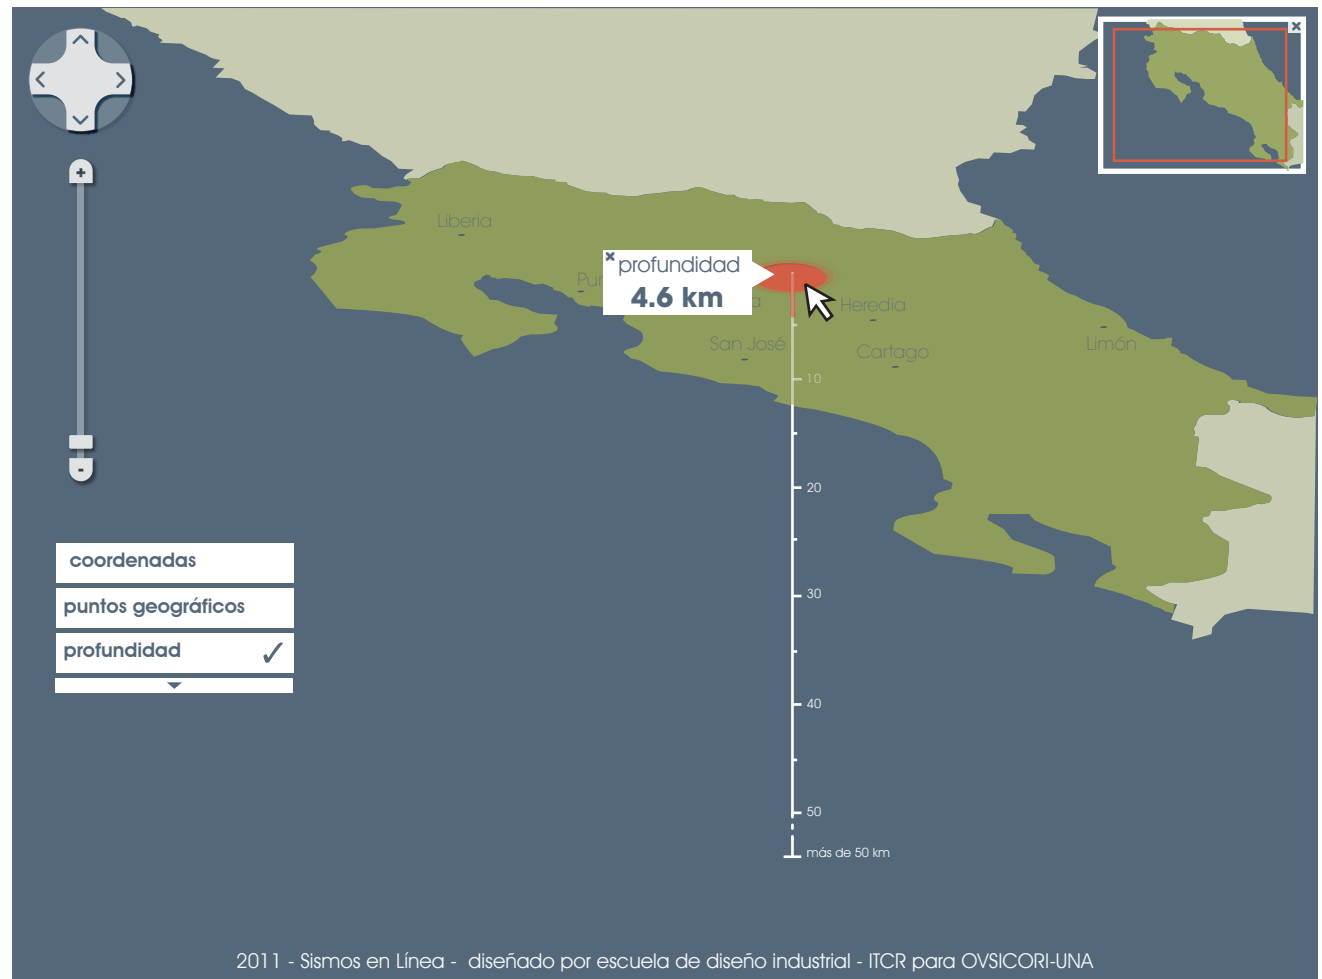 Liberia
profundidad
4.6 km
Heredia
San José
Cartago
Limón
10
20
30
40
50
más de 50 km
coordenadas
puntos geográficos
profundidad
2011 - Sismos en Línea - diseñado por escuela de diseño industrial - ITCR para OVSICORI-UNA